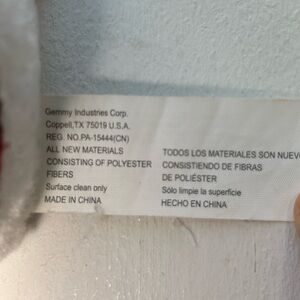 Gemmy Industries Corp.
Coppell,TX 75019 U.S.A.
REG. NO.PA-15444(CN)
ALL NEW MATERIALS
CONSISTING OF POLYESTER
FIBERS
Surface clean only
MADE IN CHINA
TODOS LOS MATERIALES SON NUEVO
CONSISTIENDO DE FIBRAS
DE POLIÉSTER
Sólo limpie la superficie
HECHO EN CHINA